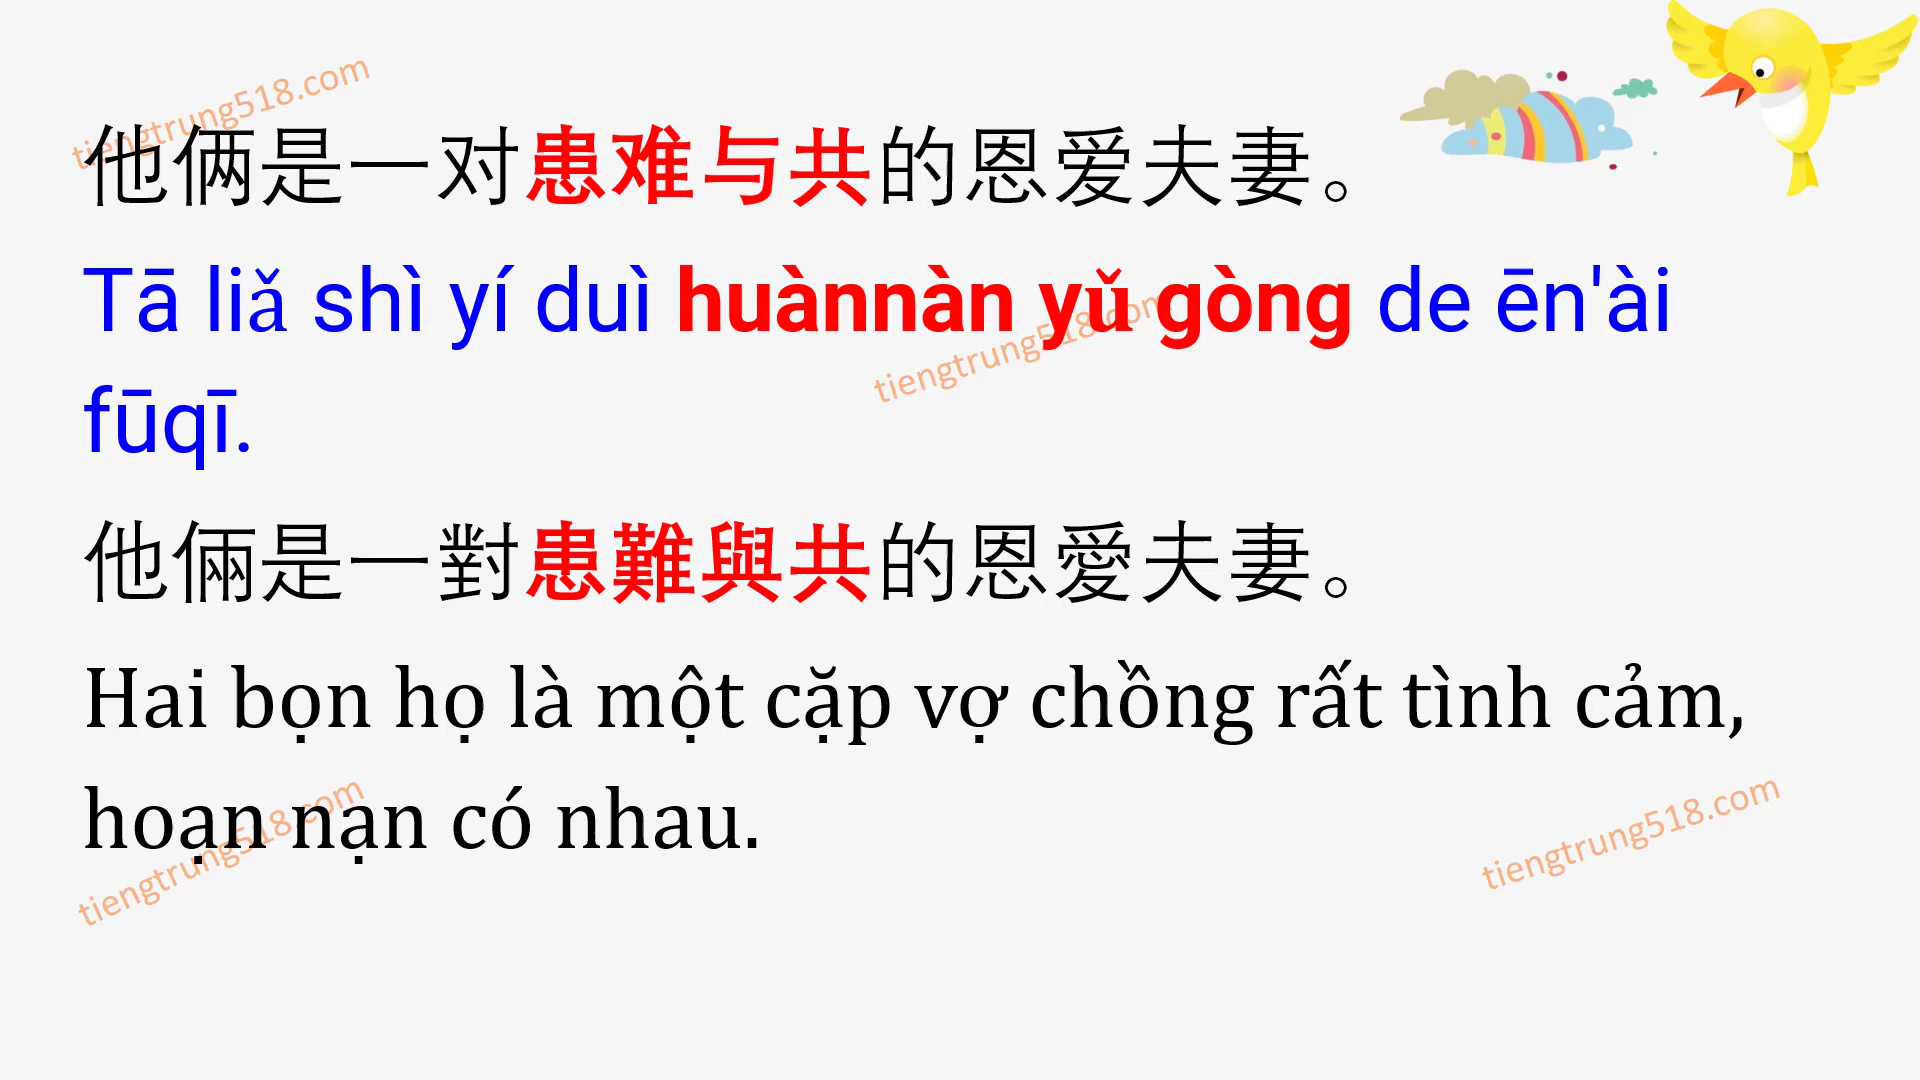 tiengtrung518.com
他俩是一对患难与共的恩爱夫妻。
Tā liǎ shì yí duì huànnàn yǔ gòng de ēn'ài
fūqī.
tiengtrung518.com
他倆是一對患難與共的恩愛夫妻。
Hai bọn họ là một cặp vợ chồng rất tình cảm,
hoạn nạn có nhau.
tiengtrung518.com
tiengtrung518.com